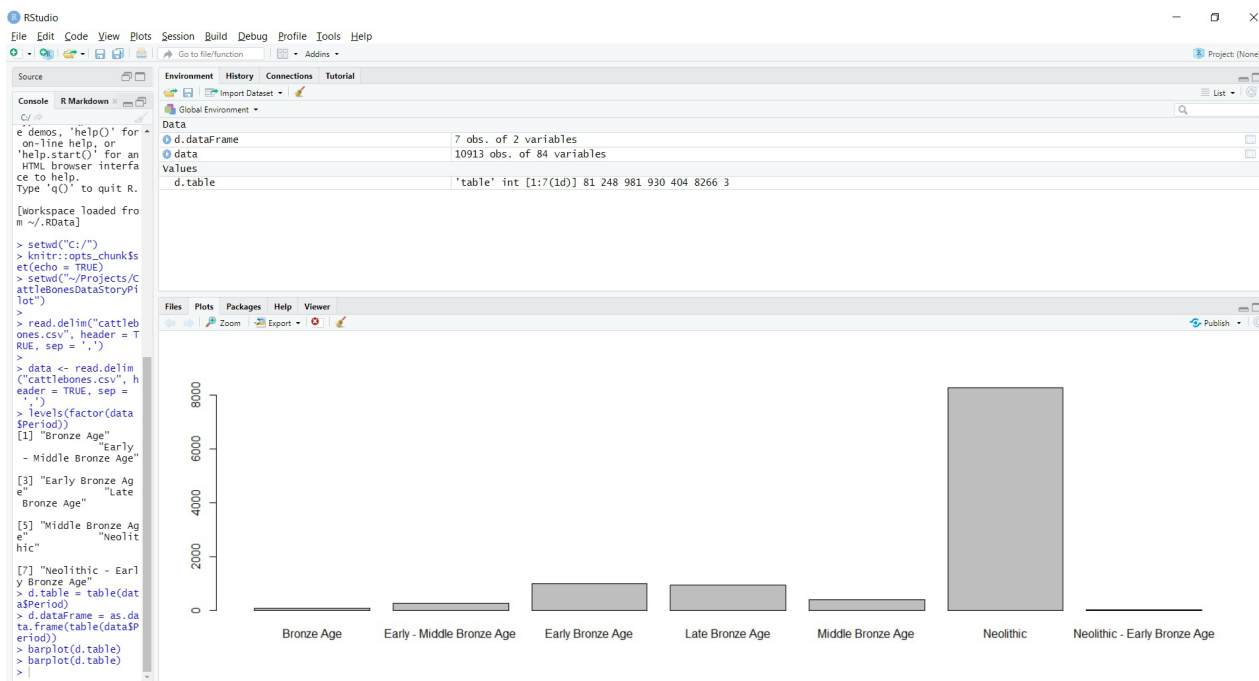 RStudio
File Edit Code View Plots Session Build Debug Profile Tools Help
Go to file/function Addins Project: (None
Source
Console R Markdown
C:/
e demos, 'help()' for
on-line help, or
'help.start()' for an
HTML browser interfa
ce to help.
Type 'q()' to quit R.
[Workspace loaded fro
m ~/.RData]
> setwd("C:/")
> knitr::opts_chunk$s
et(echo = TRUE)
> setwd("~/Projects/C
attleBonesDataStoryPi
lot")
>
> read.delim("cattleb
ones.csv", header = T
RUE, sep = ',')
>
> data <- read.delim
("cattlebones.csv", h
eader = TRUE, sep =
',')
> levels(factor(data
$Period))
[1] "Bronze Age"
"Early
- Middle Bronze Age"
[3] "Early Bronze Ag
e" "Late
Bronze Age"
[5] "Middle Bronze Ag
e" "Neolit
hic"
[7] "Neolithic - Earl
y Bronze Age"
> d.table = table(dat
a$Period)
> d.dataFrame = as.da
ta.frame(table(data$P
eriod))
> barplot(d.table)
> barplot(d.table)
>
Environment History Connections Tutorial
Import Dataset List
Global Environment
Data
d.dataFrame 7 obs. of 2 variables
data 10913 obs. of 84 variables
Values
d.table 'table' int [1:7(1d)] 81 248 981 930 404 8266 3
Files Plots Packages Help Viewer
Zoom Export Publish
8000
6000
4000
2000
0
Bronze Age Early - Middle Bronze Age Early Bronze Age Late Bronze Age Middle Bronze Age Neolithic Neolithic - Early Bronze Age